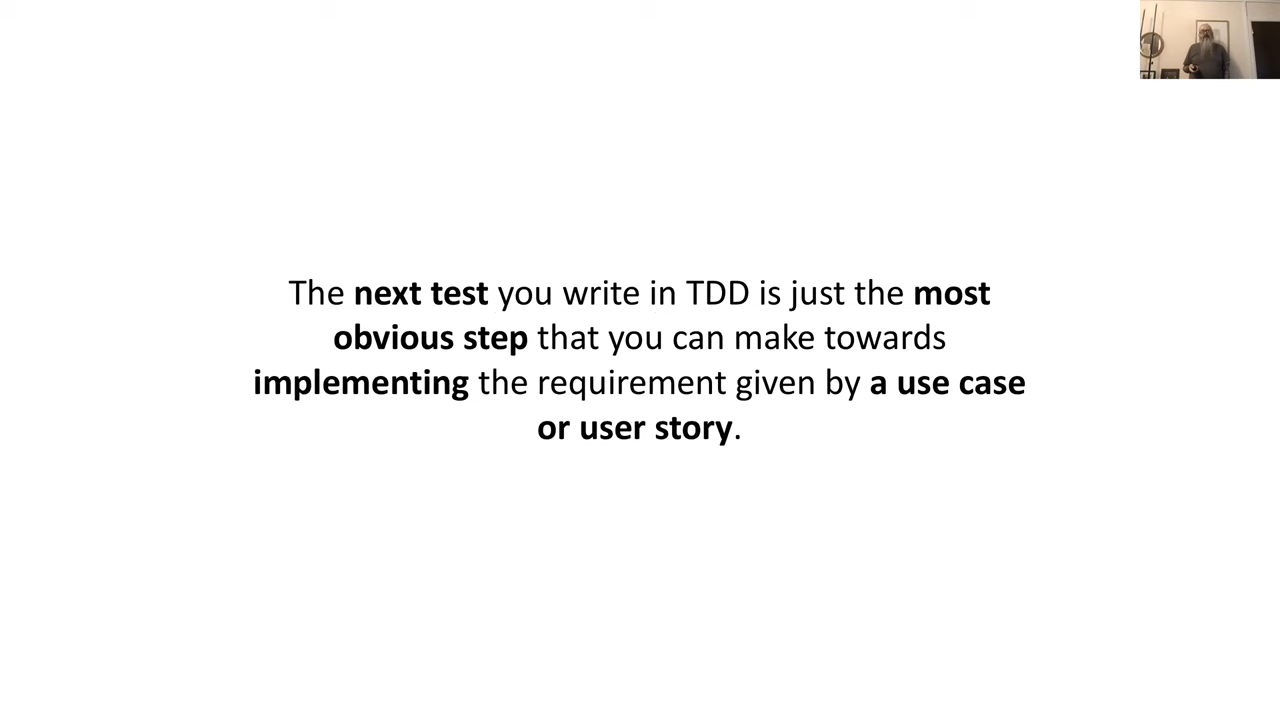 The next test you write in TDD is just the most
obvious step that you can make towards
implementing the requirement given by a use case
or user story.